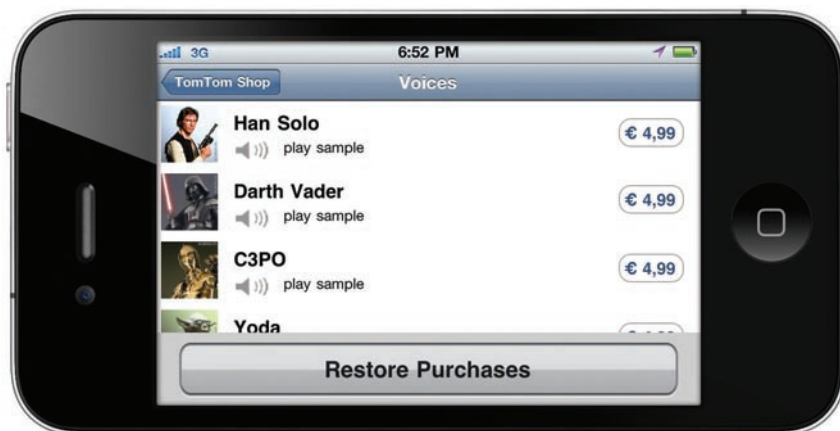 3G
6:52 PM
TomTom Shop
Voices
Han Solo
play sample
€ 4,99
Darth Vader
play sample
€ 4,99
C3PO
play sample
€ 4,99
Yoda
Restore Purchases